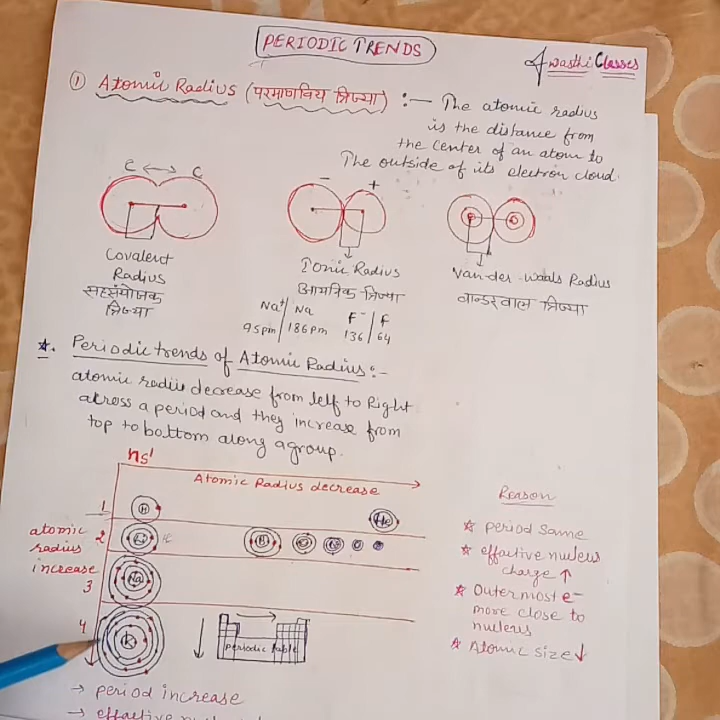 PERIODIC TRENDS
Awasthi Classes
① Atomic Radius (परमाणविय त्रिज्या) :— The atomic radius
is the distance from
the center of an atom to
The outside of its electron cloud.
C ↔ C
- +
Covalent
Radius
सहसंयोजक
त्रिज्या
Ionic Radius
आयनिक त्रिज्या
Na+ Na F- F
95pm 186pm 136 64
Van-der-waals Radius
वान्डरवाल त्रिज्या
*. Periodic trends of Atomic Radius:-
atomic radii decrease from left to Right
across a period and they increase from
top to bottom along a group.
ns1
Atomic Radius decrease
1 H He
2 Li B
3 Na
4 K
atomic
radius
increase
periodic table
Reason
* period same
* effective nucleus
charge ↑
* Outermost e-
more close to
nucleus
* Atomic size ↓
→ period increase
→ effective